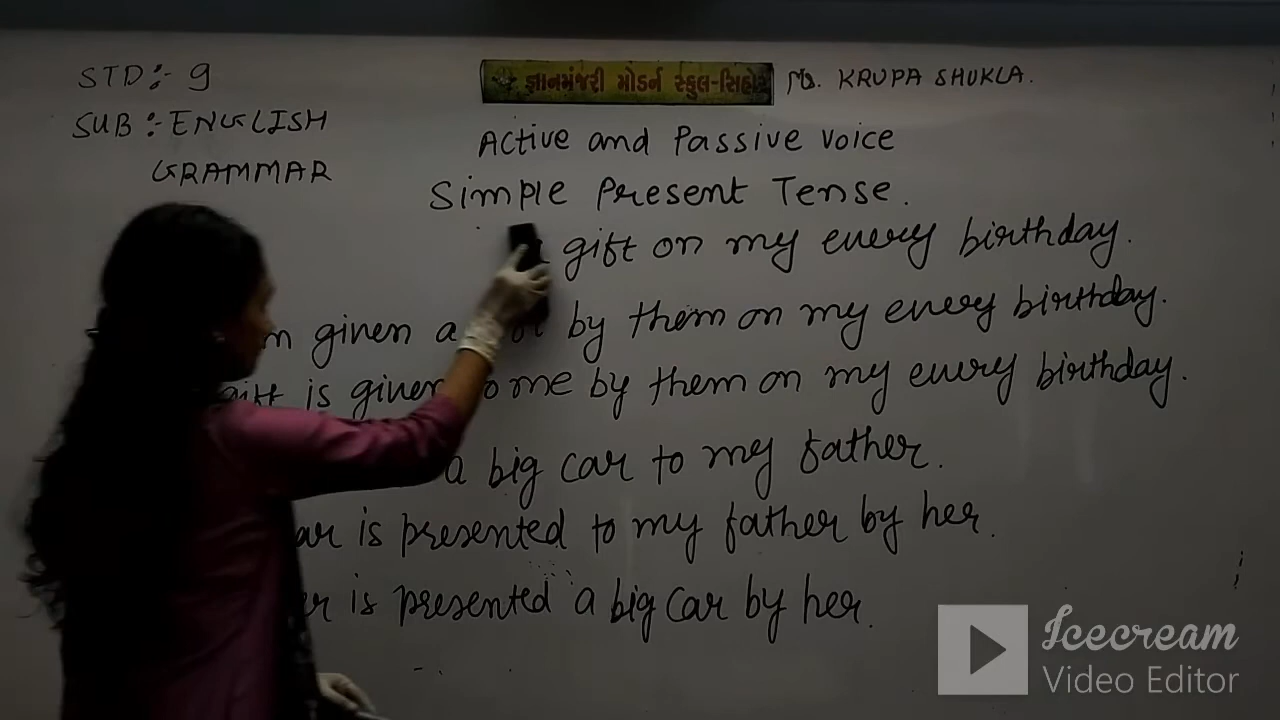 STD:- 9
જ્ઞાનમંજરી મોડર્ન સ્કુલ-સિહોર
Ms. KRUPA SHUKLA.
SUB :- ENGLISH
GRAMMAR
Active and Passive Voice
Simple Present Tense.
gift on my every birthday.
given a by them on my every birthday.
gift is given to me by them on my every birthday.
a big car to my father.
is presented to my father by her.
is presented a big car by her.
Icecream
Video Editor